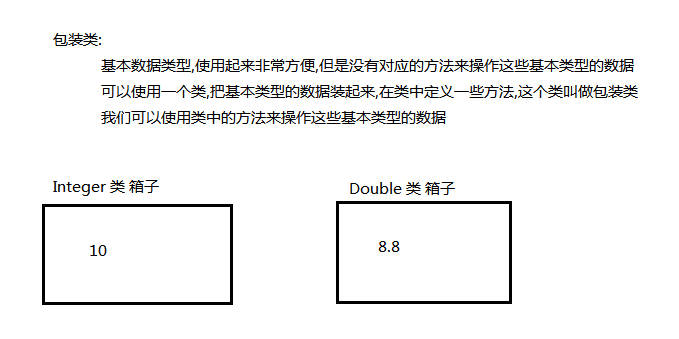 包装类:
基本数据类型,使用起来非常方便,但是没有对应的方法来操作这些基本类型的数据
可以使用一个类,把基本类型的数据装起来,在类中定义一些方法,这个类叫做包装类
我们可以使用类中的方法来操作这些基本类型的数据
Integer 类 箱子
Double 类 箱子
10
8.8